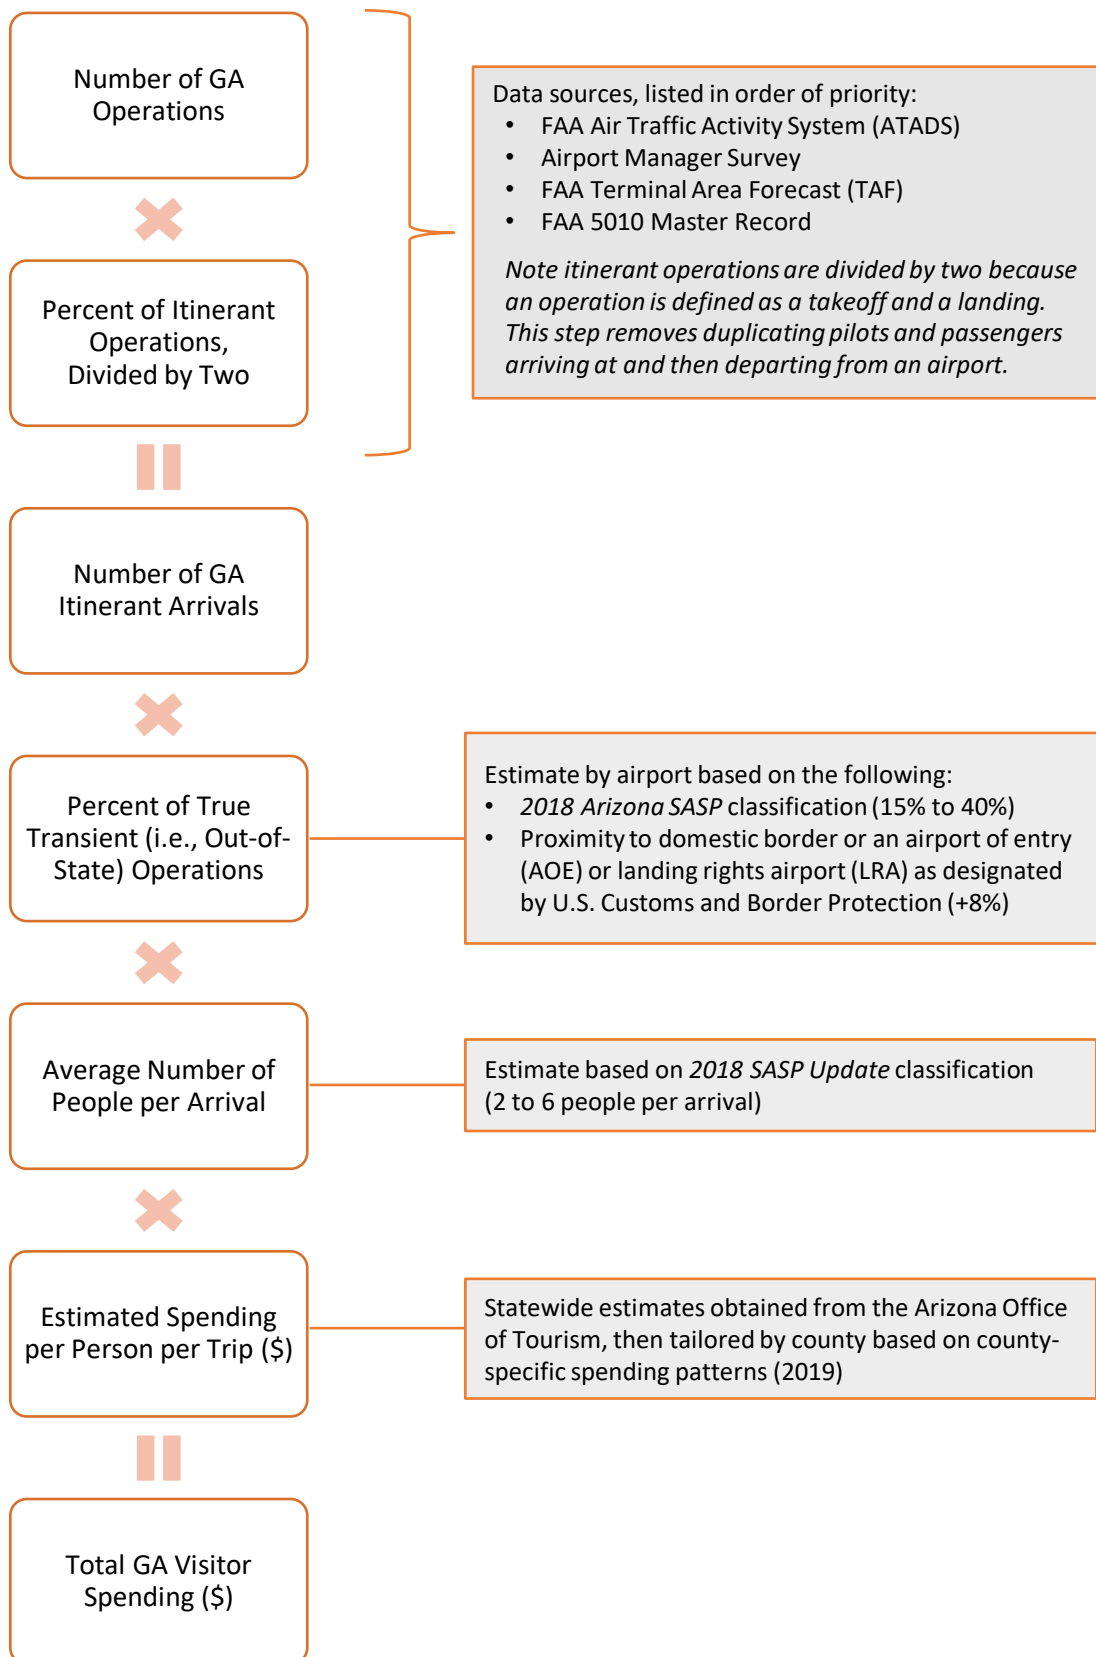 Number of GA
Operations
Data sources, listed in order of priority:
• FAA Air Traffic Activity System (ATADS)
• Airport Manager Survey
• FAA Terminal Area Forecast (TAF)
• FAA 5010 Master Record
Note itinerant operations are divided by two because
an operation is defined as a takeoff and a landing.
This step removes duplicating pilots and passengers
arriving at and then departing from an airport.
Percent of Itinerant
Operations,
Divided by Two
Number of GA
Itinerant Arrivals
Percent of True
Transient (i.e., Out-of-
State) Operations
Estimate by airport based on the following:
• 2018 Arizona SASP classification (15% to 40%)
• Proximity to domestic border or an airport of entry
(AOE) or landing rights airport (LRA) as designated
by U.S. Customs and Border Protection (+8%)
Average Number of
People per Arrival
Estimate based on 2018 SASP Update classification
(2 to 6 people per arrival)
Estimated Spending
per Person per Trip ($)
Statewide estimates obtained from the Arizona Office
of Tourism, then tailored by county based on county-
specific spending patterns (2019)
Total GA Visitor
Spending ($)